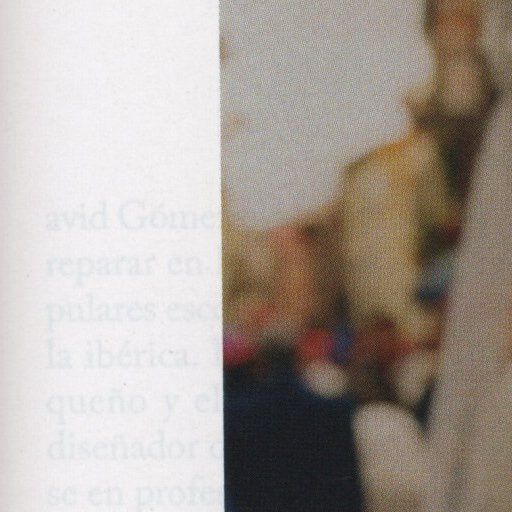 avid Góme
reparar en
pulares esc
la ibérica.
queño y el
diseñador
se en profe